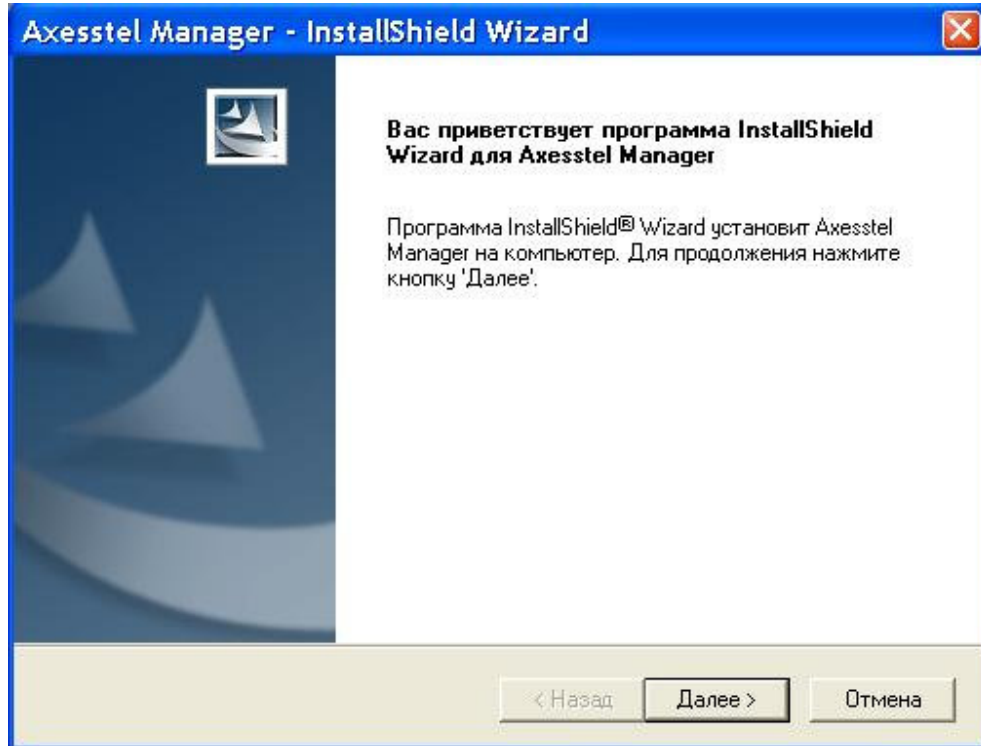 Axesstel Manager - InstallShield Wizard
Вас приветствует программа InstallShield
Wizard для Axesstel Manager
Программа InstallShield® Wizard установит Axesstel
Manager на компьютер. Для продолжения нажмите
кнопку 'Далее'.
< Назад Далее > Отмена